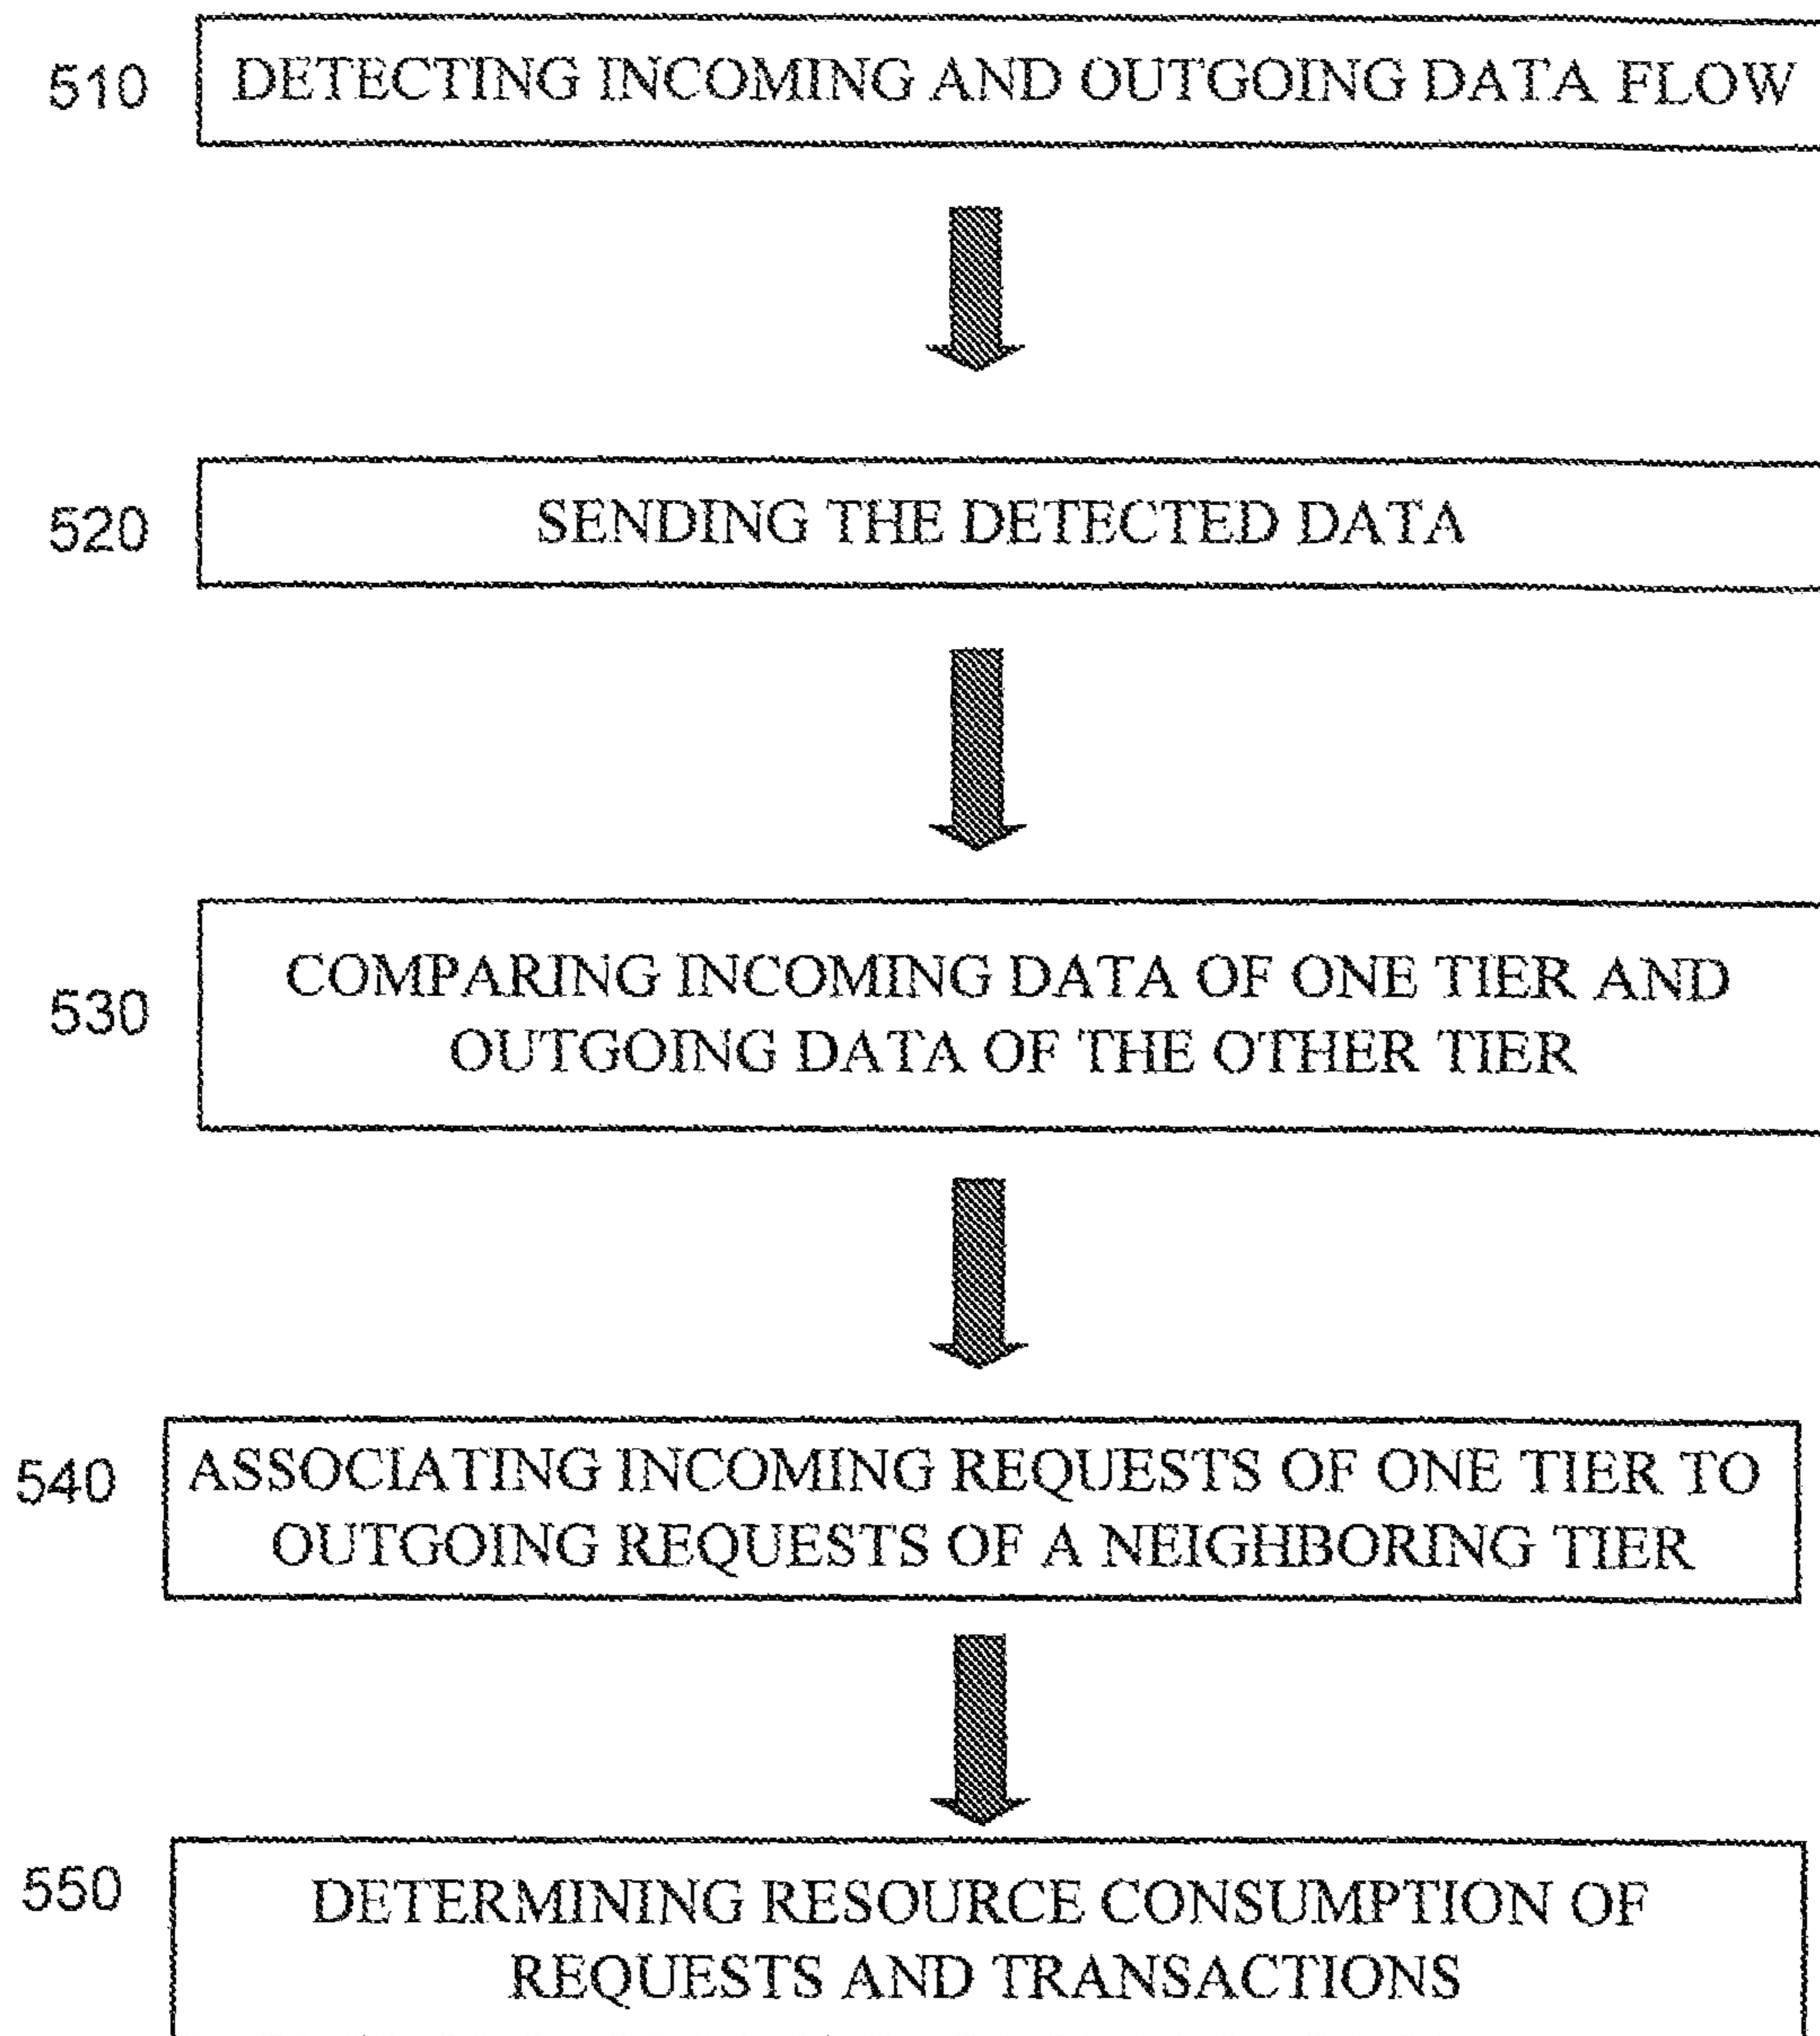 510
DETECTING INCOMING AND OUTGOING DATA FLOW
520
SENDING THE DETECTED DATA
530
COMPARING INCOMING DATA OF ONE TIER AND
OUTGOING DATA OF THE OTHER TIER
540
ASSOCIATING INCOMING REQUESTS OF ONE TIER TO
OUTGOING REQUESTS OF A NEIGHBORING TIER
550
DETERMINING RESOURCE CONSUMPTION OF
REQUESTS AND TRANSACTIONS